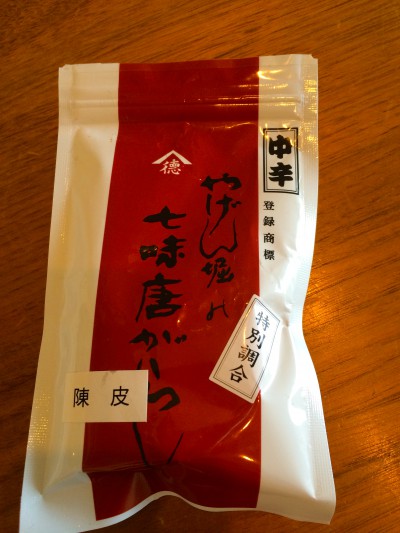 中辛
登録商標
徳
やげん堀の
七味唐がらし
特別調合
陳皮